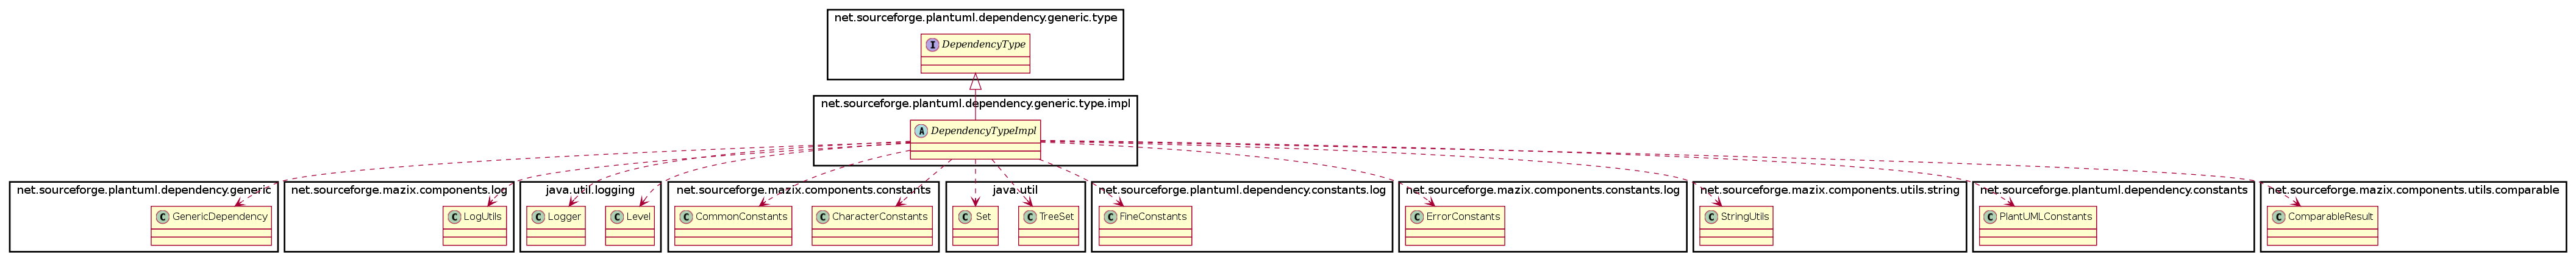 net.sourceforge.plantuml.dependency.generic.type
I DependencyType
net.sourceforge.plantuml.dependency.generic.type.impl
A DependencyTypeImpl
net.sourceforge.plantuml.dependency.generic
C GenericDependency
net.sourceforge.mazix.components.log
C LogUtils
java.util.logging
C Logger
C Level
net.sourceforge.mazix.components.constants
C CommonConstants
C CharacterConstants
java.util
C Set
C TreeSet
net.sourceforge.plantuml.dependency.constants.log
C FineConstants
net.sourceforge.mazix.components.constants.log
C ErrorConstants
net.sourceforge.mazix.components.utils.string
C StringUtils
net.sourceforge.plantuml.dependency.constants
C PlantUMLConstants
net.sourceforge.mazix.components.utils.comparable
C ComparableResult